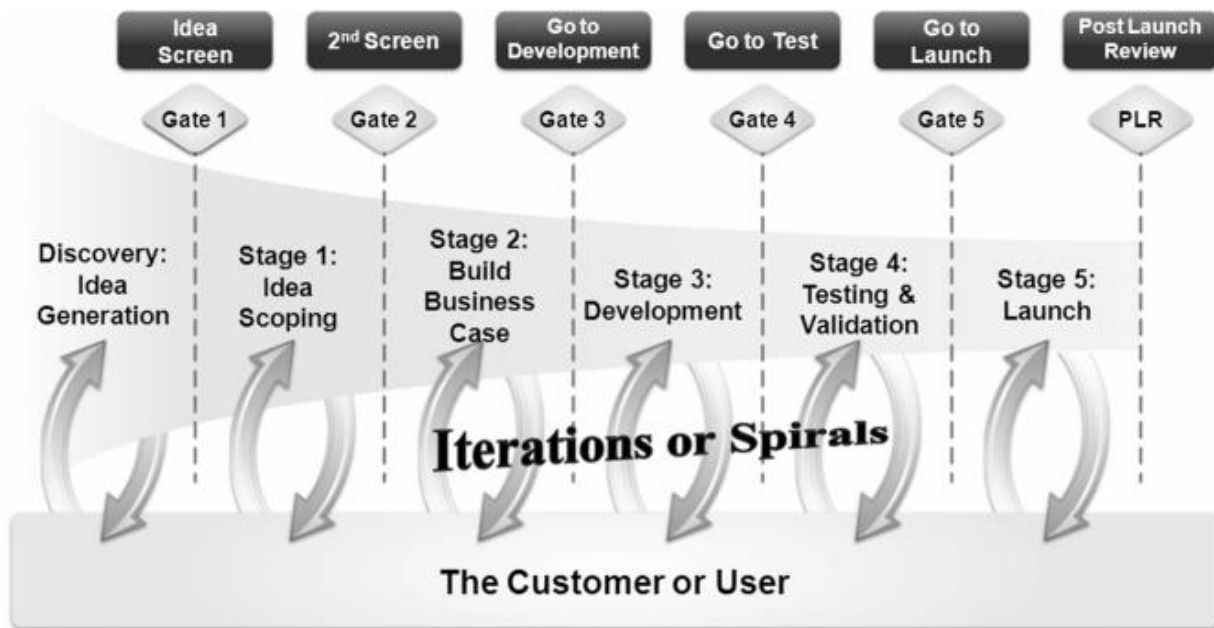 Idea
Screen
2nd Screen
Go to
Development
Go to Test
Go to
Launch
Post Launch
Review
Gate 1
Gate 2
Gate 3
Gate 4
Gate 5
PLR
Discovery:
Idea
Generation
Stage 1:
Idea
Scoping
Stage 2:
Build
Business
Case
Stage 3:
Development
Stage 4:
Testing &
Validation
Stage 5:
Launch
Iterations or Spirals
The Customer or User